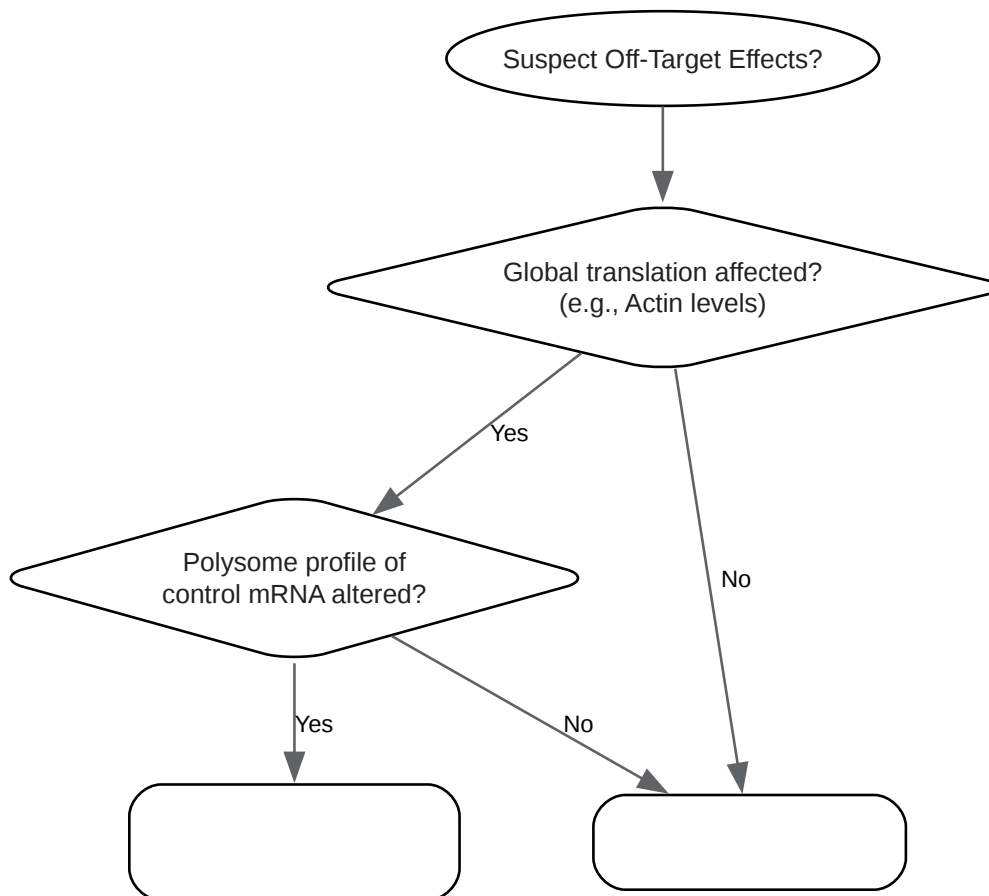 Suspect Off-Target Effects?
Global translation affected?
(e.g., Actin levels)
Yes
Polysome profile of
control mRNA altered?
No
Yes
No